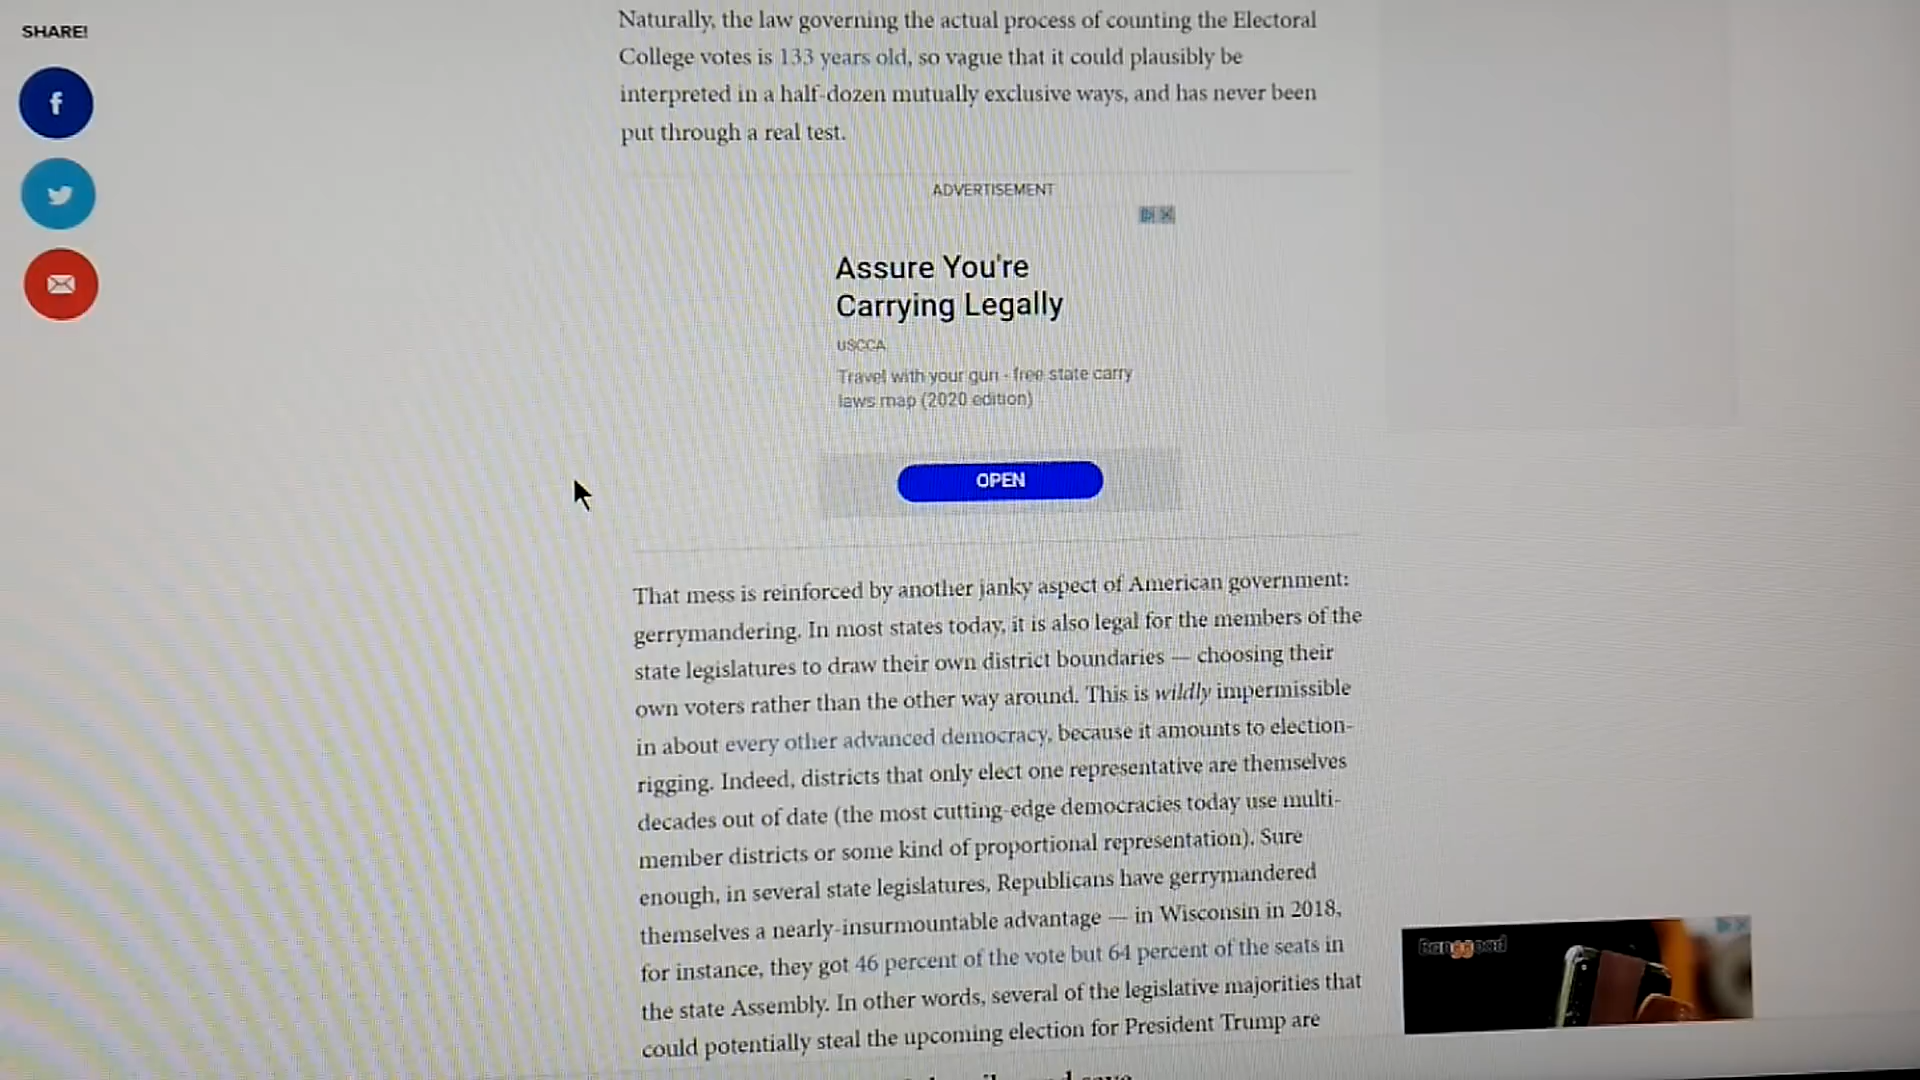 SHARE!
Naturally, the law governing the actual process of counting the Electoral
College votes is 133 years old, so vague that it could plausibly be
interpreted in a half-dozen mutually exclusive ways, and has never been
put through a real test.
ADVERTISEMENT
Assure You're
Carrying Legally
USCCA
Travel with your gun - free state carry
laws map (2020 edition)
OPEN
That mess is reinforced by another janky aspect of American government:
gerrymandering. In most states today, it is also legal for the members of the
state legislatures to draw their own district boundaries — choosing their
own voters rather than the other way around. This is wildly impermissible
in about every other advanced democracy, because it amounts to election-
rigging. Indeed, districts that only elect one representative are themselves
decades out of date (the most cutting-edge democracies today use multi-
member districts or some kind of proportional representation). Sure
enough, in several state legislatures, Republicans have gerrymandered
themselves a nearly-insurmountable advantage — in Wisconsin in 2018,
for instance, they got 46 percent of the vote but 64 percent of the seats in
the state Assembly. In other words, several of the legislative majorities that
could potentially steal the upcoming election for President Trump are
banggood